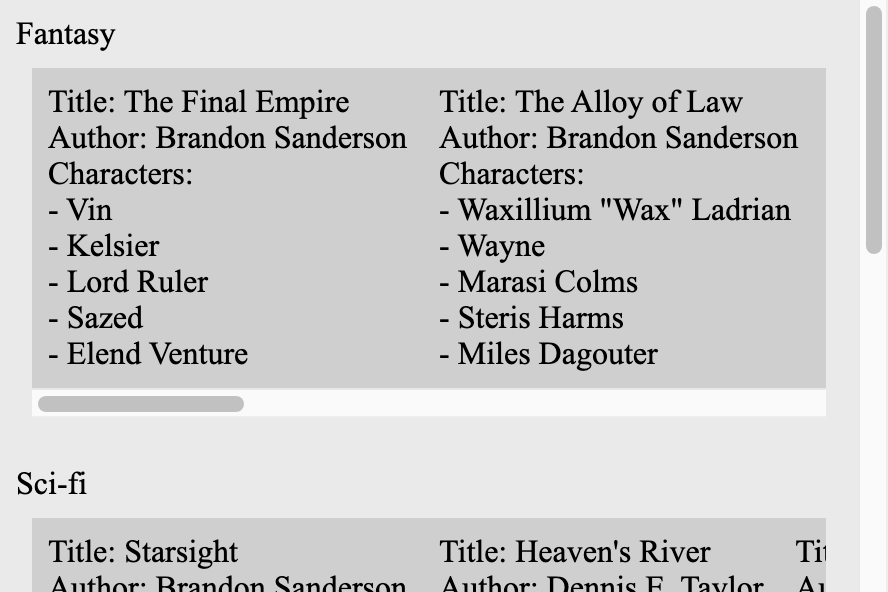 Fantasy
Title: The Final Empire
Author: Brandon Sanderson
Characters:
- Vin
- Kelsier
- Lord Ruler
- Sazed
- Elend Venture
Title: The Alloy of Law
Author: Brandon Sanderson
Characters:
- Waxillium "Wax" Ladrian
- Wayne
- Marasi Colms
- Steris Harms
- Miles Dagouter
Sci-fi
Title: Starsight
Author: Brandon Sanderson
Title: Heaven's River
Author: Dennis E. Taylor